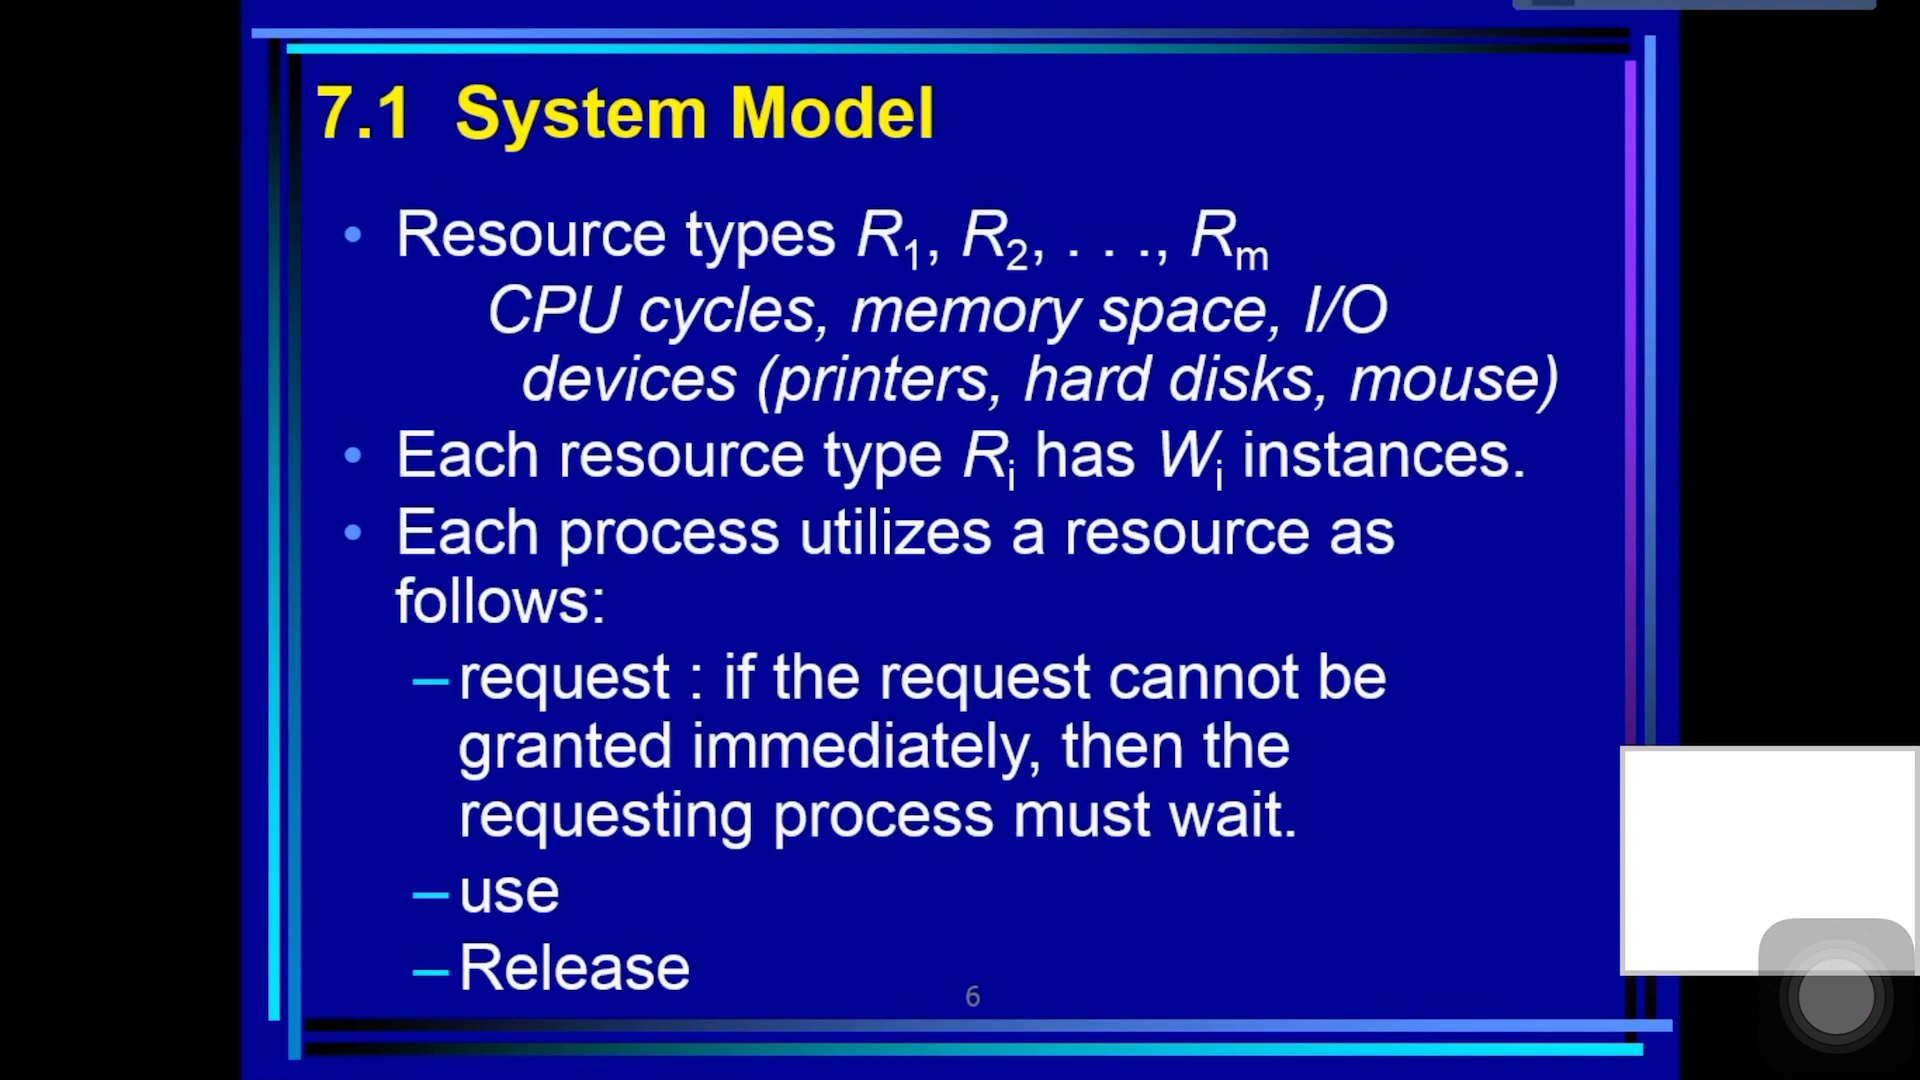 7.1 System Model
• Resource types R1, R2, . . ., Rm
CPU cycles, memory space, I/O
devices (printers, hard disks, mouse)
• Each resource type Ri has Wi instances.
• Each process utilizes a resource as
follows:
– request : if the request cannot be
granted immediately, then the
requesting process must wait.
– use
– Release
6